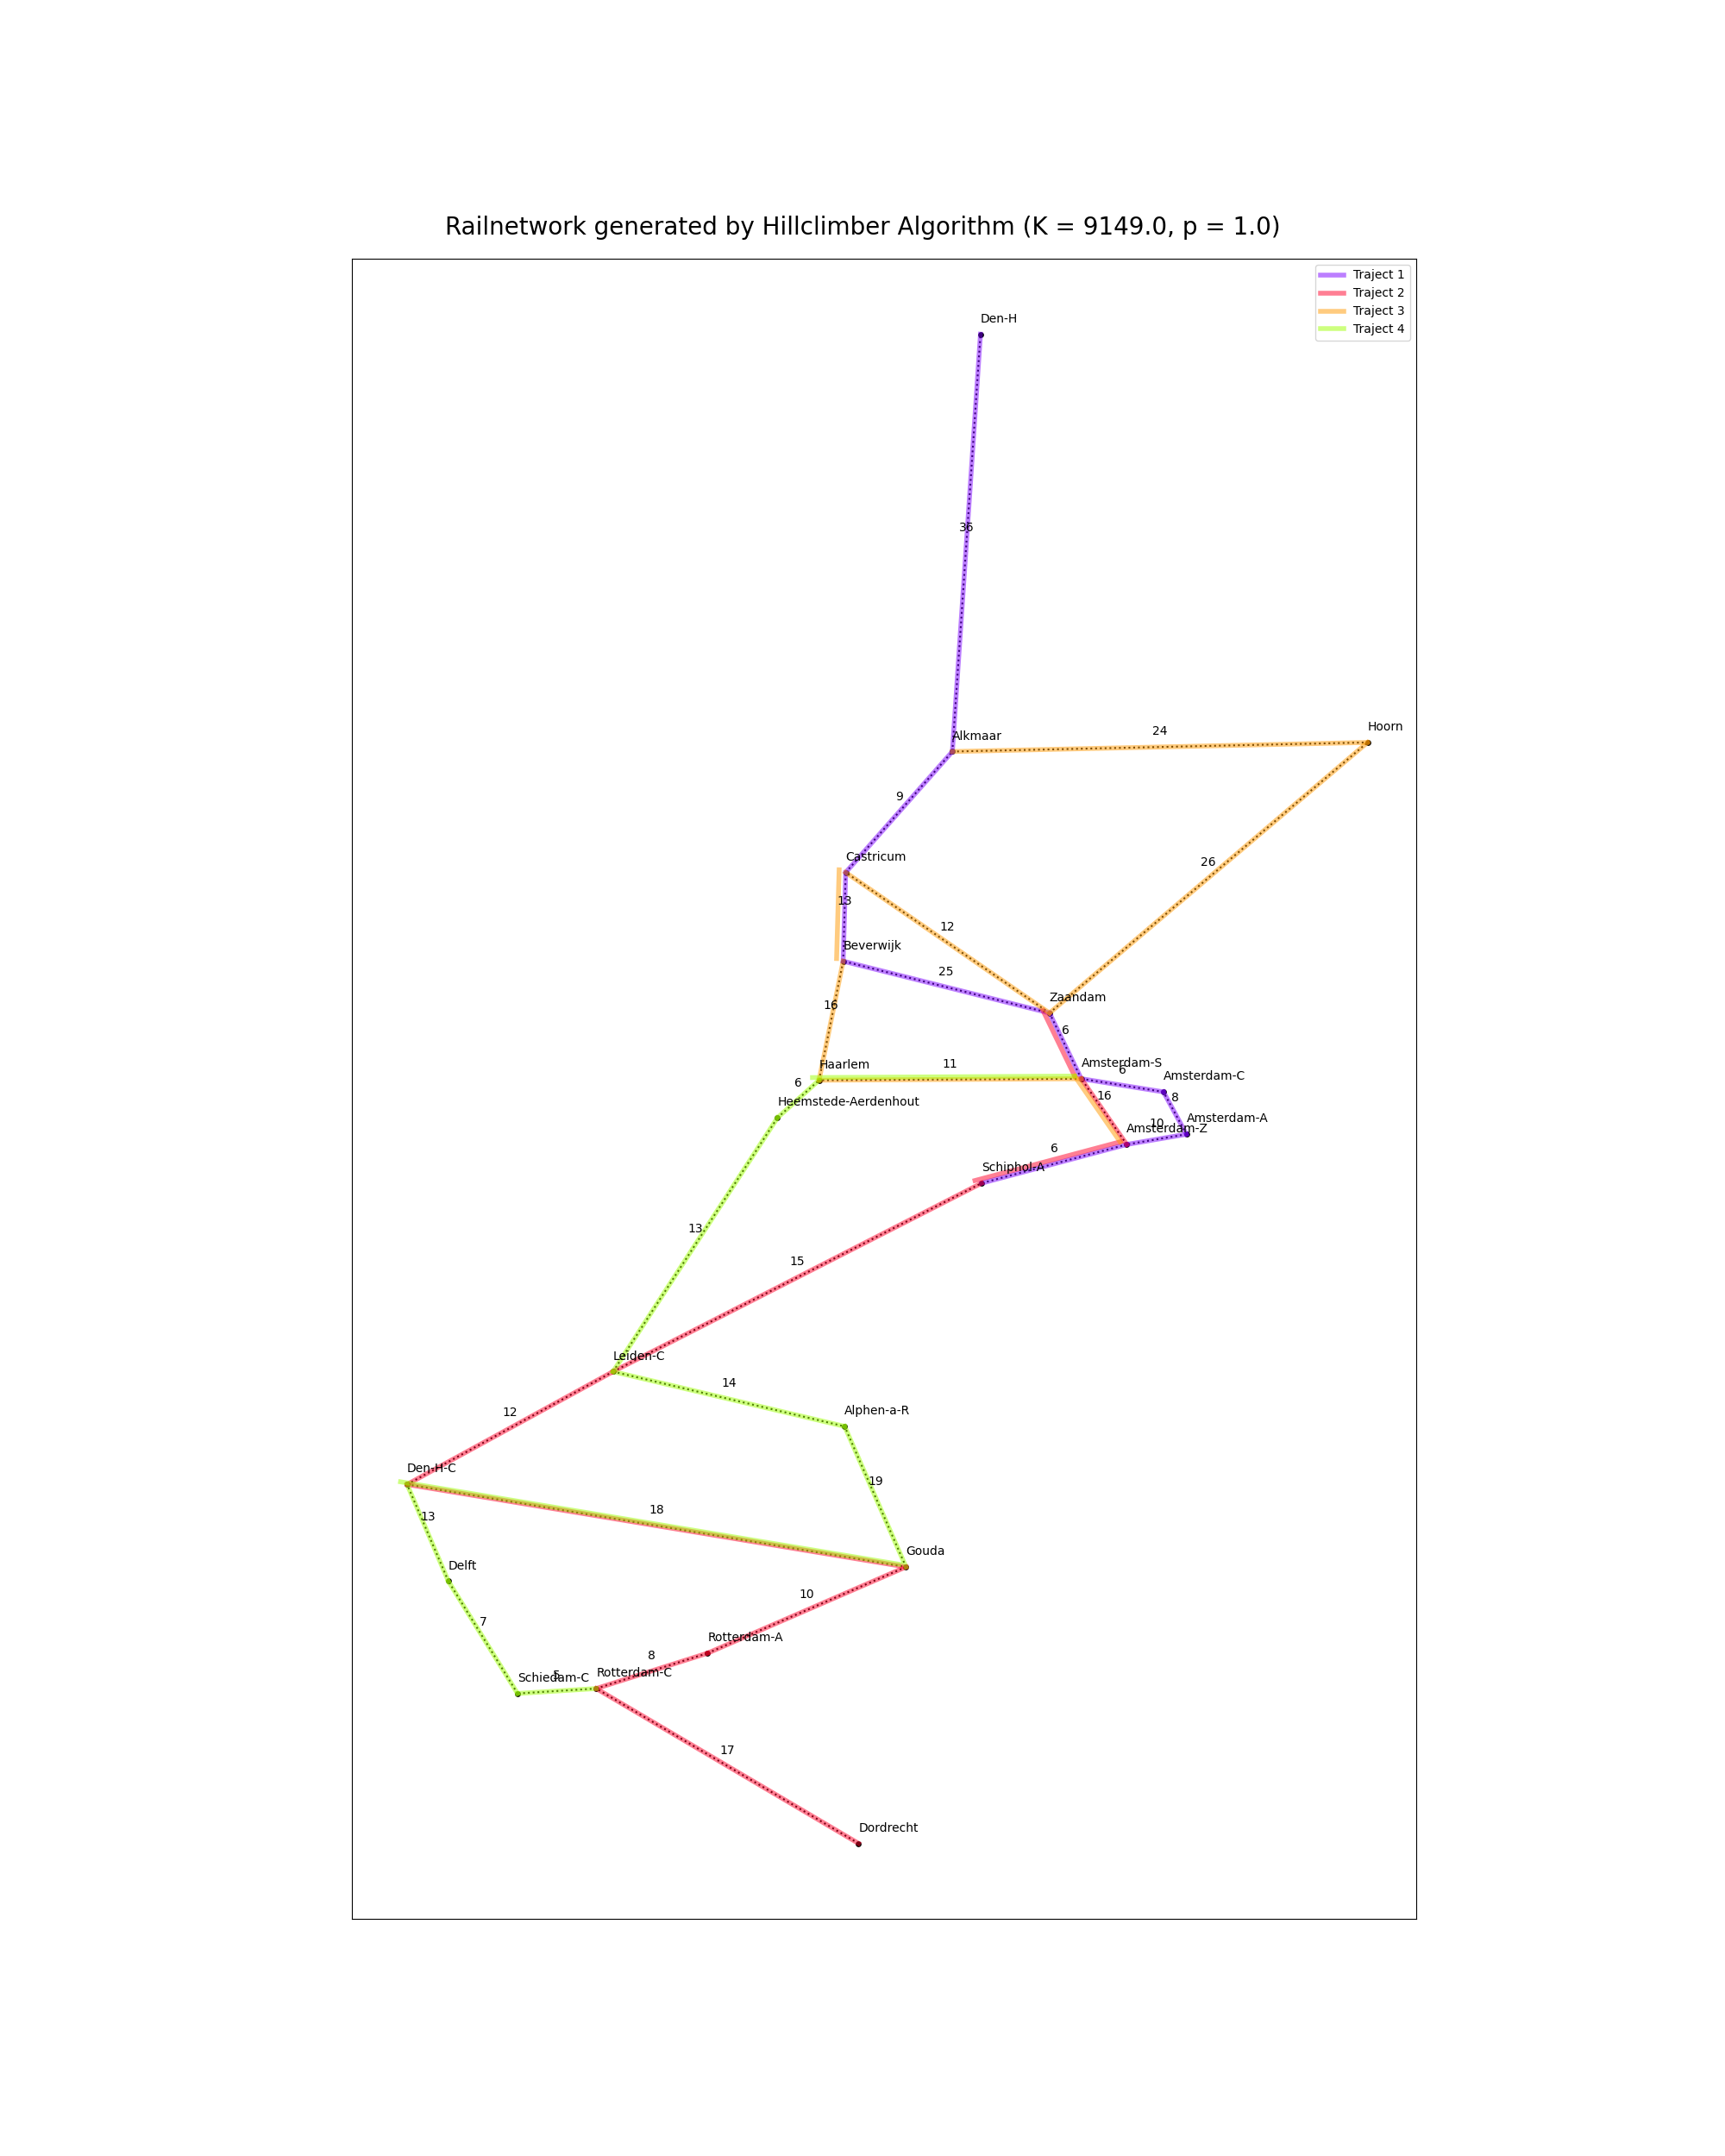 Railnetwork generated by Hillclimber Algorithm (K = 9149.0, p = 1.0)
Traject 1
Traject 2
Traject 3
Traject 4
Den-H
36
Hoorn
24
Alkmaar
9
Castricum
26
13
12
Beverwijk
25
Zaandam
16
6
Haarlem
11
Amsterdam-S
6
Amsterdam-C
6
Heemstede-Aerdenhout
16
8
Amsterdam-A
10
Amsterdam-Z
6
Schiphol-A
13
15
Leiden-C
14
12
Alphen-a-R
Den-H-C
19
18
13
Gouda
Delft
10
7
Rotterdam-A
8
Schiedam-C
5
Rotterdam-C
17
Dordrecht